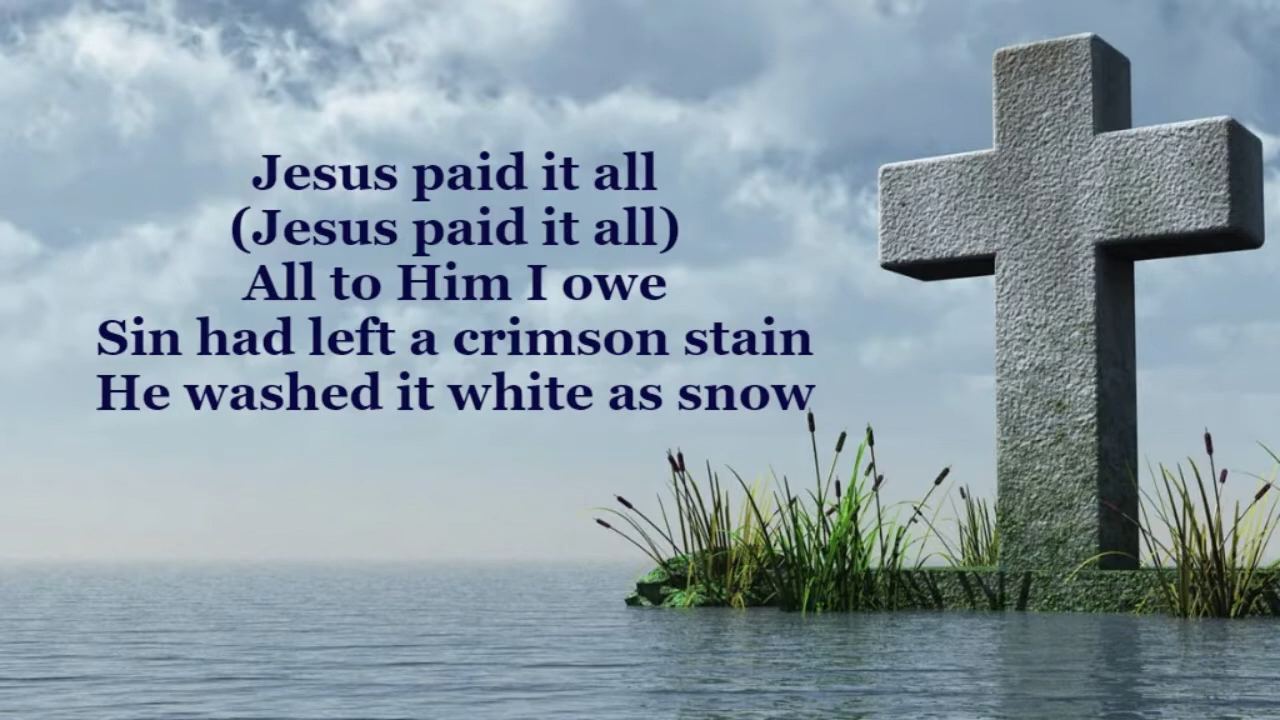 Jesus paid it all
(Jesus paid it all)
All to Him I owe
Sin had left a crimson stain
He washed it white as snow